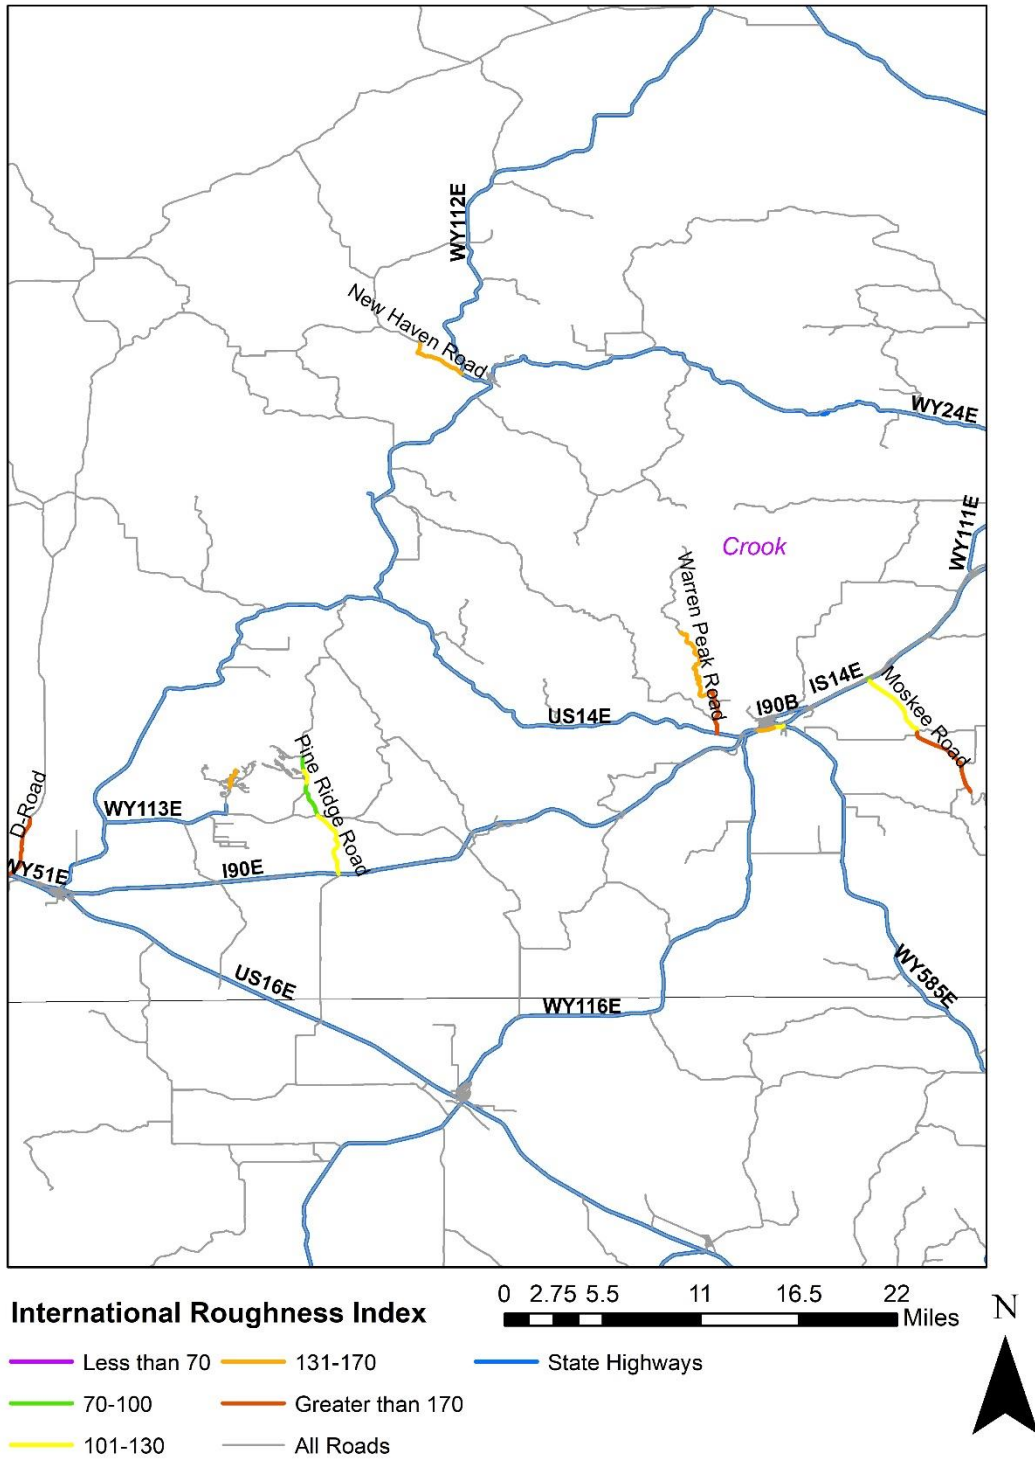 WY112E
New Haven Road
WY24E
WY111E
Crook
Warren Peak Road
IS14E
I90B
Moskee Road
US14E
Pine Ridge Road
D-Road
WY113E
WY51E
I90E
US16E
WY585E
WY116E
International Roughness Index
0 2.75 5.5 11 16.5 22
Miles
N
Less than 70
131-170
State Highways
70-100
Greater than 170
101-130
All Roads